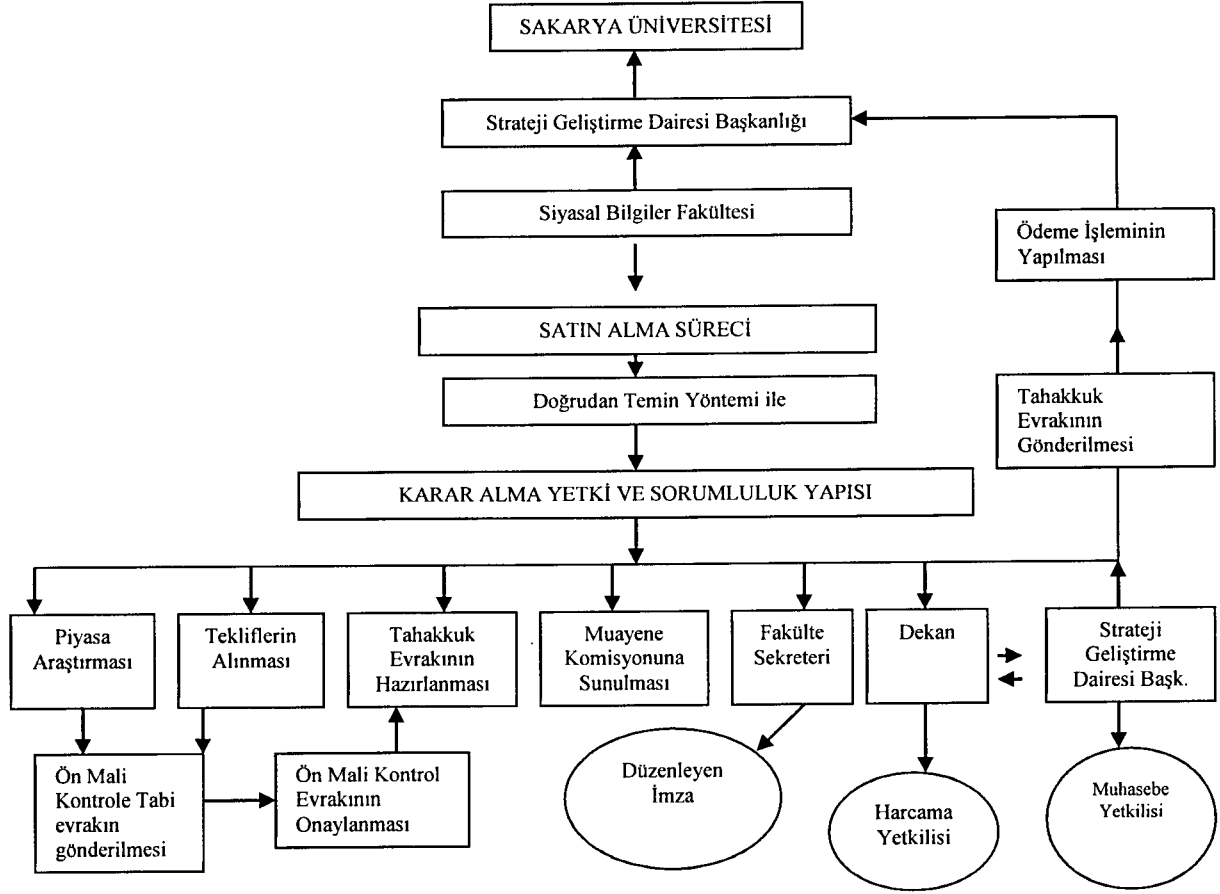 SAKARYA ÜNİVERSİTESİ
Strateji Geliştirme Dairesi Başkanlığı
Siyasal Bilgiler Fakültesi
Ödeme İşleminin
Yapılması
SATIN ALMA SÜRECİ
Doğrudan Temin Yöntemi ile
Tahakkuk
Evrakının
Gönderilmesi
KARAR ALMA YETKİ VE SORUMLULUK YAPISI
Piyasa
Araştırması
Tekliflerin
Alınması
Tahakkuk
Evrakının
Hazırlanması
Muayene
Komisyonuna
Sunulması
Fakülte
Sekreteri
Dekan
Strateji
Geliştirme
Dairesi Başk.
Ön Mali
Kontrole Tabi
evrakın
gönderilmesi
Ön Mali Kontrol
Evrakının
Onaylanması
Düzenleyen
İmza
Harcama
Yetkilisi
Muhasebe
Yetkilisi